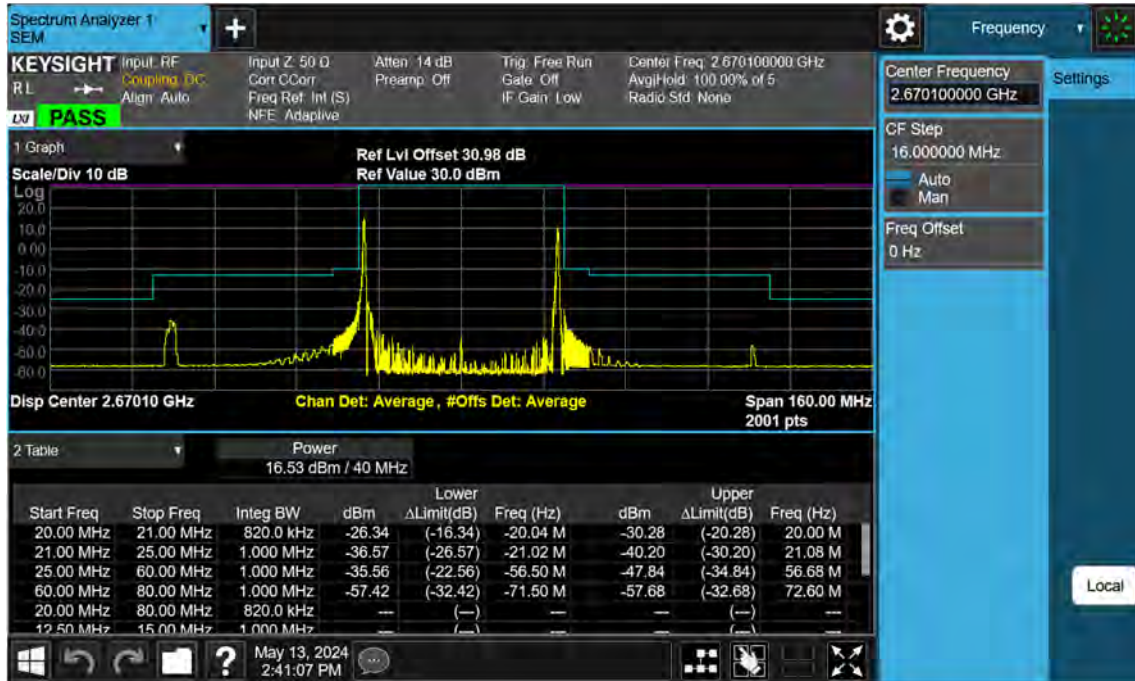 Spectrum Analyzer 1
SEM
+
Frequency
KEYSIGHT
RL
LXI PASS
Input: RF
Coupling: DC
Align: Auto
Input Z: 50 Ω
Corr CCorr
Freq Ref: Int (S)
NFE: Adaptive
Atten: 14 dB
Preamp: Off
Trig: Free Run
Gate: Off
IF Gain: Low
Center Freq: 2.670100000 GHz
Avg|Hold: 100.00% of 5
Radio Std: None
Center Frequency
2.670100000 GHz
Settings
CF Step
16.000000 MHz
Auto
Man
Freq Offset
0 Hz
Local
1 Graph
Scale/Div 10 dB
Ref Lvl Offset 30.98 dB
Ref Value 30.0 dBm
Log
20.0
10.0
0.00
-10.0
-20.0
-30.0
-40.0
-50.0
-60.0
Disp Center 2.67010 GHz
Chan Det: Average, #Offs Det: Average
Span 160.00 MHz
2001 pts
2 Table
Power
16.53 dBm / 40 MHz
Lower Upper
Start Freq Stop Freq Integ BW dBm ΔLimit(dB) Freq (Hz) dBm ΔLimit(dB) Freq (Hz)
20.00 MHz 21.00 MHz 820.0 kHz -26.34 (-16.34) -20.04 M -30.28 (-20.28) 20.00 M
21.00 MHz 25.00 MHz 1.000 MHz -36.57 (-26.57) -21.02 M -40.20 (-30.20) 21.08 M
25.00 MHz 60.00 MHz 1.000 MHz -35.56 (-22.56) -56.50 M -47.84 (-34.84) 56.68 M
60.00 MHz 80.00 MHz 1.000 MHz -57.42 (-32.42) -71.50 M -57.68 (-32.68) 72.60 M
20.00 MHz 80.00 MHz 820.0 kHz --- (---) --- --- (---) ---
12.50 MHz 15.00 MHz 1.000 MHz --- (---) --- --- (---) ---
?
May 13, 2024
2:41:07 PM